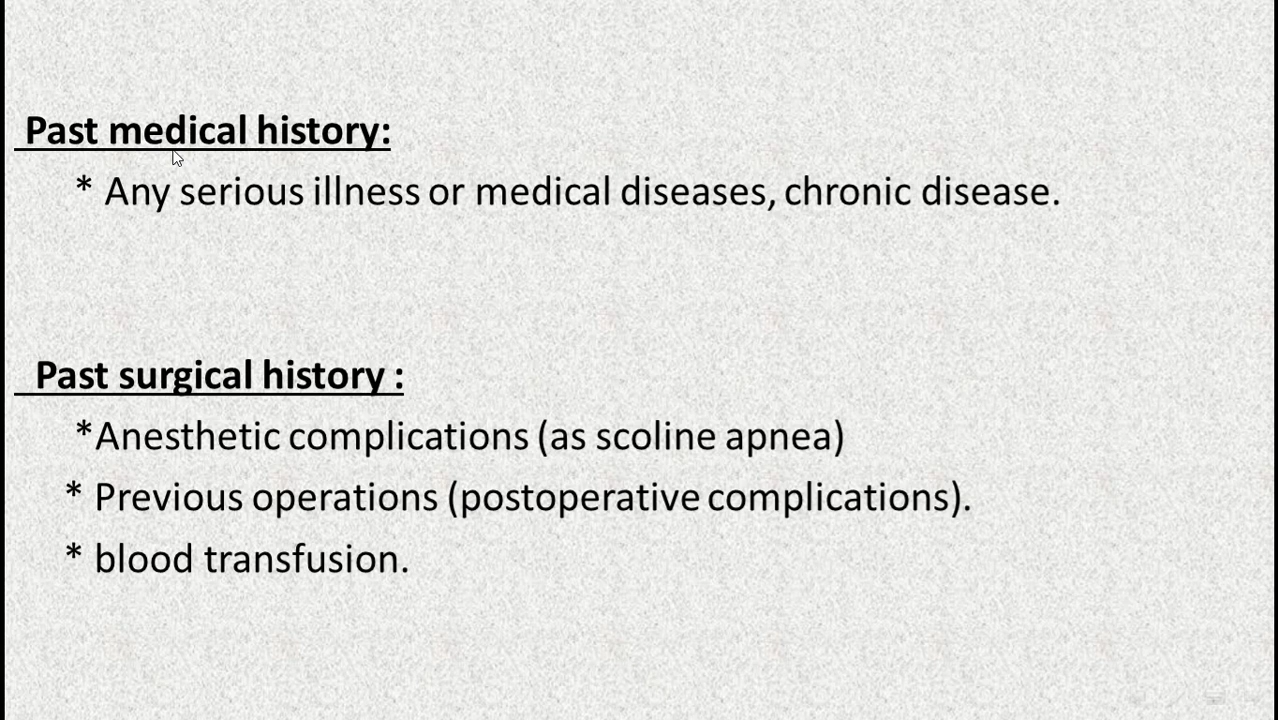 Past medical history:
* Any serious illness or medical diseases, chronic disease.
Past surgical history :
*Anesthetic complications (as scoline apnea)
* Previous operations (postoperative complications).
* blood transfusion.